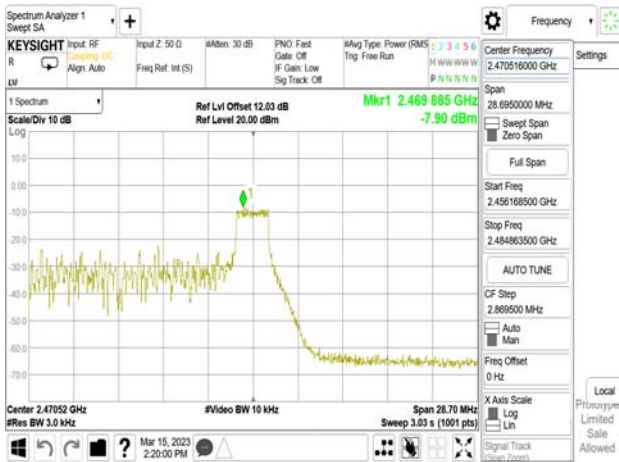 Spectrum Analyzer 1
Swept SA
+
Frequency
KEYSIGHT
R
Input: RF
Coupling: DC
Align: Auto
Input Z: 50 Ω
Freq Ref: Int (S)
#Atten: 30 dB
PNO: Fast
Gate: Off
IF Gain: Low
Sig Track: Off
#Avg Type: Power (RMS
Trig: Free Run
1 2 3 4 5 6
M W W W W W
P N N N N N
1 Spectrum
Scale/Div 10 dB
Ref Lvl Offset 12.03 dB
Ref Level 20.00 dBm
Mkr1 2.469 885 GHz
-7.90 dBm
Log
10.0
0.00
-10.0
-20.0
-30.0
-40.0
-50.0
-60.0
-70.0
1
Center 2.47052 GHz
#Res BW 3.0 kHz
#Video BW 10 kHz
Span 28.70 MHz
Sweep 3.03 s (1001 pts)
Mar 15, 2023
2:20:00 PM
?
Center Frequency
2.470516000 GHz
Span
28.6950000 MHz
Swept Span
Zero Span
Full Span
Start Freq
2.456168500 GHz
Stop Freq
2.484863500 GHz
AUTO TUNE
CF Step
2.869500 MHz
Auto
Man
Freq Offset
0 Hz
X Axis Scale
Log
Lin
Signal Track
(Span Zoom)
Settings
Local
Prototype
Limited
Sale
Allowed